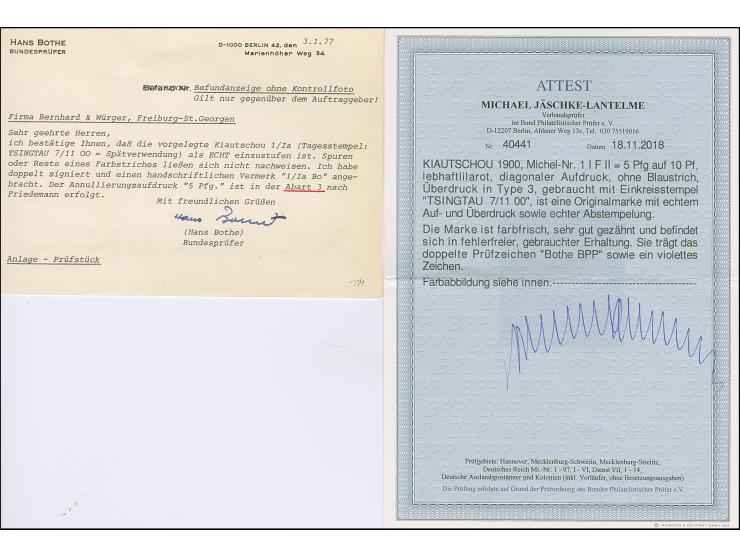 HANS BOTHE
BUNDESPRÜFER
D-1000 BERLIN 42, den 3.1.77
Marienhöher Weg 34
Befundanzeige ohne Kontrollfoto
Gilt nur gegenüber dem Auftraggeber!
Firma Bernhard & Würger, Freiburg-St.Georgen
Sehr geehrte Herren,
ich bestätige Ihnen, daß die vorgelegte Kiautschou 1/Ia (Tagesstempel:
TSINGTAU 7/11 00 = Spätverwendung) als ECHT einzustufen ist. Spuren
oder Reste eines Farbstriches ließen sich nicht nachweisen. Ich habe
doppelt signiert und einen handschriftlichen Vermerk "1/Ia Bo" ange-
bracht. Der Annullierungsaufdruck "5 Pfg." ist in der Abart 3 nach
Friedemann erfolgt.
Mit freundlichen Grüßen
Hans Bothe
(Hans Bothe)
Bundesprüfer
Anlage - Prüfstück
ATTEST
MICHAEL JÄSCHKE-LANTELME
Verbandsprüfer
im Bund Philatelistischer Prüfer e. V.
D-12207 Berlin, Ahlener Weg 13c, Tel. 030 75519016
Nr. 40441 Datum 18.11.2018
KIAUTSCHOU 1900, Michel-Nr. 1 I F II = 5 Pfg auf 10 Pf,
lebhaftlilarot, diagonaler Aufdruck, ohne Blaustrich,
Überdruck in Type 3, gebraucht mit Einkreisstempel
"TSINGTAU 7/11 00", ist eine Originalmarke mit echtem
Auf- und Überdruck sowie echter Abstempelung.
Die Marke ist farbfrisch, sehr gut gezähnt und befindet
sich in fehlerfreier, gebrauchter Erhaltung. Sie trägt das
doppelte Prüfzeichen "Bothe BPP" sowie ein violettes
Zeichen.
Farbabbildung siehe innen.---------------------------------------
Prüfgebiete: Hannover, Mecklenburg-Schwerin, Mecklenburg-Strelitz,
Deutsches Reich Mi.-Nr. 1 - 97, I - VI, Dienst I/II, 1 - 14,
Deutsche Auslandspostämter und Kolonien (inkl. Vorläufer, ohne Besetzungsausgaben)
Die Prüfung erfolgte auf Grund der Prüfordnung des Bundes Philatelistischer Prüfer e.V.